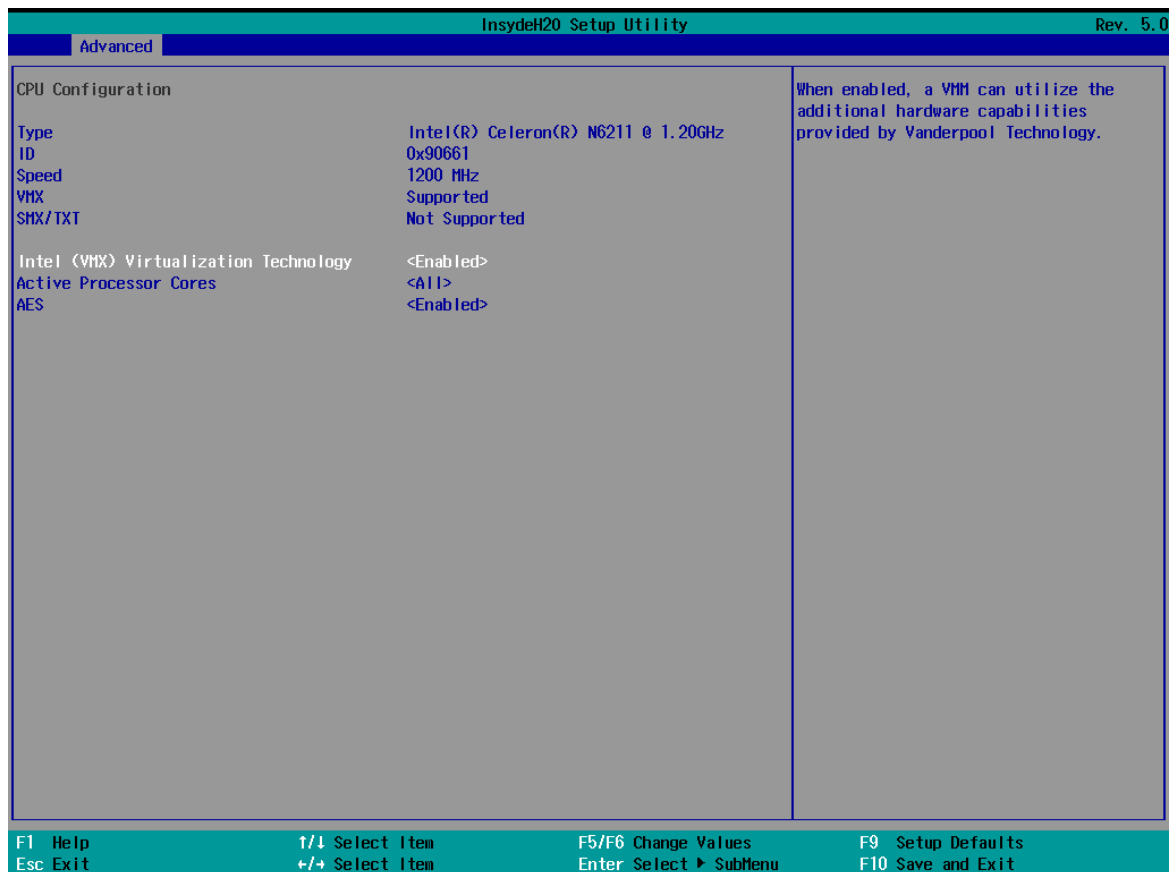 InsydeH2O Setup Utility Rev. 5.0
Advanced
CPU Configuration
Type Intel(R) Celeron(R) N6211 @ 1.20GHz
ID 0x90661
Speed 1200 MHz
VMX Supported
SMX/TXT Not Supported
Intel (VMX) Virtualization Technology <Enabled>
Active Processor Cores <All>
AES <Enabled>
When enabled, a VMM can utilize the
additional hardware capabilities
provided by Vanderpool Technology.
F1 Help ↑/↓ Select Item F5/F6 Change Values F9 Setup Defaults
Esc Exit ←/→ Select Item Enter Select ► SubMenu F10 Save and Exit